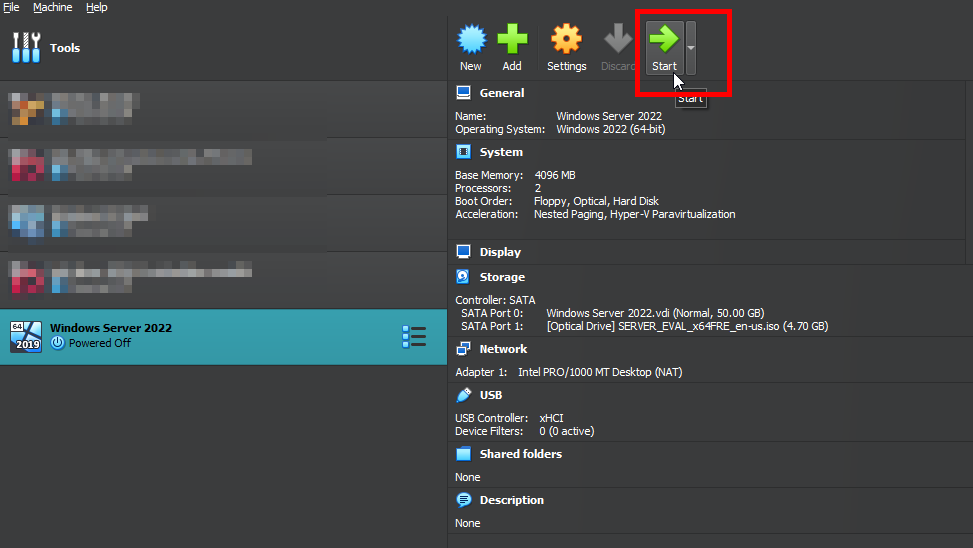 File Machine Help
Tools
New Add Settings Discard Start
Start
General
Name: Windows Server 2022
Operating System: Windows 2022 (64-bit)
System
Base Memory: 4096 MB
Processors: 2
Boot Order: Floppy, Optical, Hard Disk
Acceleration: Nested Paging, Hyper-V Paravirtualization
Display
Storage
Controller: SATA
SATA Port 0: Windows Server 2022.vdi (Normal, 50.00 GB)
SATA Port 1: [Optical Drive] SERVER_EVAL_x64FRE_en-us.iso (4.70 GB)
64
2019
Windows Server 2022
Powered Off
Network
Adapter 1: Intel PRO/1000 MT Desktop (NAT)
USB
USB Controller: xHCI
Device Filters: 0 (0 active)
Shared folders
None
Description
None